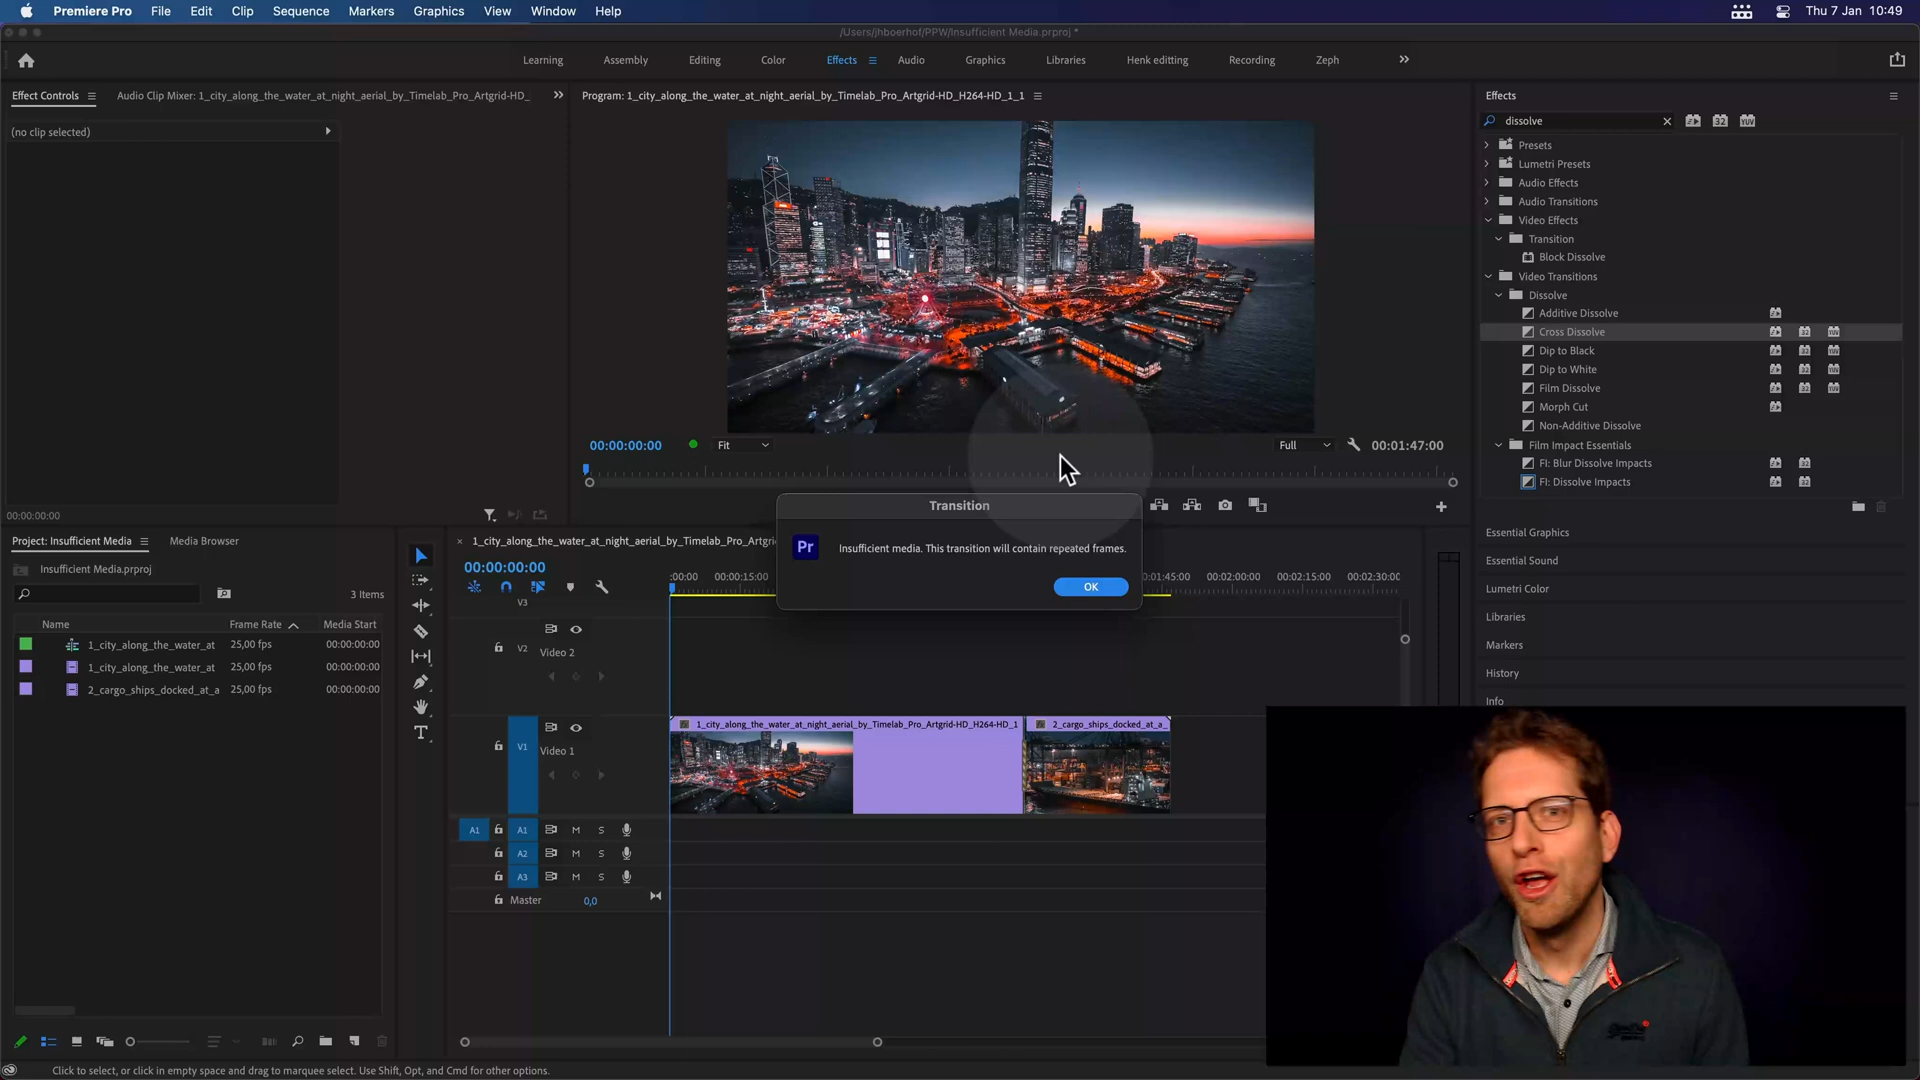 Premiere Pro File Edit Clip Sequence Markers Graphics View Window Help
Thu 7 Jan 10:49
/Users/jhboerhof/PPW/Insufficient Media.prproj *
Learning Assembly Editing Color Effects Audio Graphics Libraries Henk editing Recording Zeph
Effect Controls
Audio Clip Mixer: 1_city_along_the_water_at_night_aerial_by_Timelab_Pro_Artgrid-HD_
(no clip selected)
00:00:00:00
Program: 1_city_along_the_water_at_night_aerial_by_Timelab_Pro_Artgrid-HD_H264-HD_1_1
00:00:00:00 Fit Full 00:01:47:00
Effects
dissolve
32 YUV
Presets
Lumetri Presets
Audio Effects
Audio Transitions
Video Effects
Transition
Block Dissolve
Video Transitions
Dissolve
Additive Dissolve
Cross Dissolve
Dip to Black
Dip to White
Film Dissolve
Morph Cut
Non-Additive Dissolve
Film Impact Essentials
FI: Blur Dissolve Impacts
FI: Dissolve Impacts
Essential Graphics
Essential Sound
Lumetri Color
Libraries
Markers
History
Info
Transition
Pr
Insufficient media. This transition will contain repeated frames.
OK
Project: Insufficient Media
Media Browser
Insufficient Media.prproj
3 Items
Name Frame Rate Media Start
1_city_along_the_water_at 25,00 fps 00:00:00:00
1_city_along_the_water_at 25,00 fps 00:00:00:00
2_cargo_ships_docked_at_a 25,00 fps 00:00:00:00
1_city_along_the_water_at_night_aerial_by_Timelab_Pro_Artgri
00:00:00:00
:00:00 00:00:15:00 :01:45:00 00:02:00:00 00:02:15:00 00:02:30:00
V3
V2 Video 2
V1 Video 1
1_city_along_the_water_at_night_aerial_by_Timelab_Pro_Artgrid-HD_H264-HD_1
2_cargo_ships_docked_at_a_
A1 A1 M S
A2 M S
A3 M S
Master 0,0
Click to select, or click in empty space and drag to marquee select. Use Shift, Opt, and Cmd for other options.